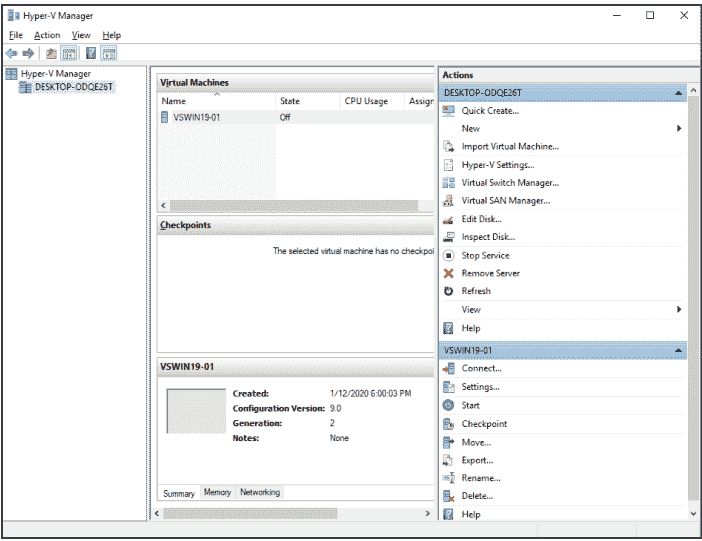 Hyper-V Manager
File Action View Help
Hyper-V Manager
DESKTOP-ODQE26T
Virtual Machines
Name State CPU Usage Assigr
VSWIN19-01 Off
Checkpoints
The selected virtual machine has no checkpoi
VSWIN19-01
Created: 1/12/2020 6:00:03 PM
Configuration Version: 9.0
Generation: 2
Notes: None
Summary Memory Networking
Actions
DESKTOP-ODQE26T
Quick Create...
New
Import Virtual Machine...
Hyper-V Settings...
Virtual Switch Manager...
Virtual SAN Manager...
Edit Disk...
Inspect Disk...
Stop Service
Remove Server
Refresh
View
Help
VSWIN19-01
Connect...
Settings...
Start
Checkpoint
Move...
Export...
Rename...
Delete...
Help